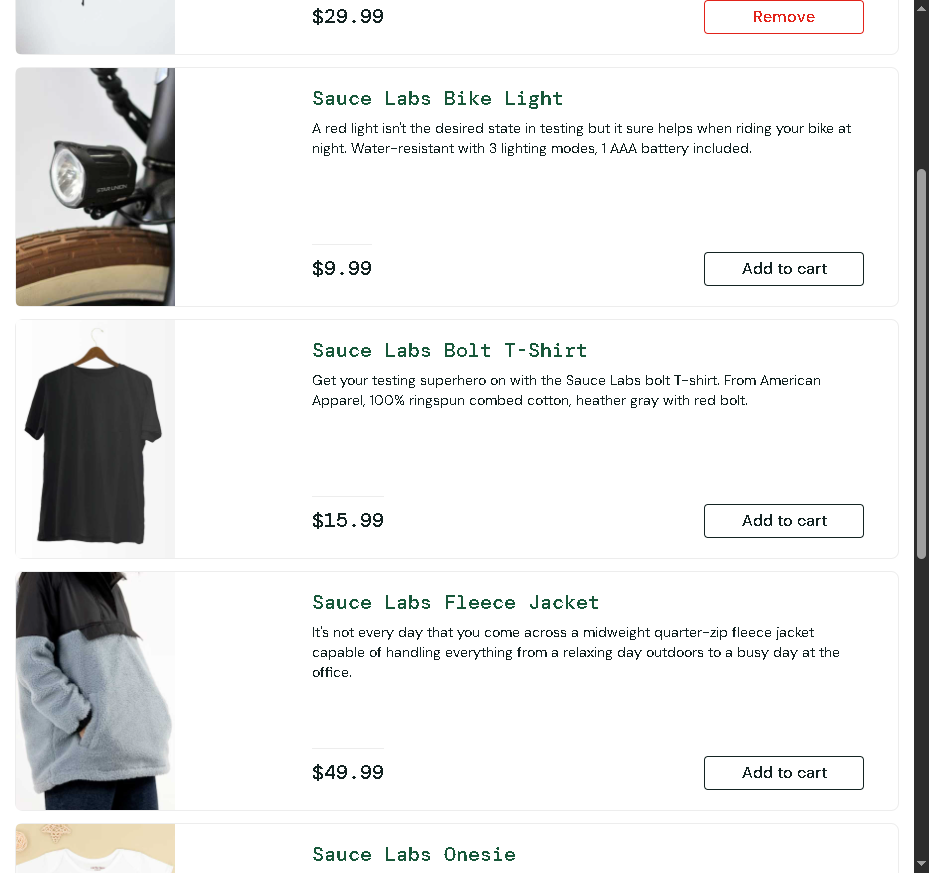 $29.99
Remove
Sauce Labs Bike Light
A red light isn't the desired state in testing but it sure helps when riding your bike at
night. Water-resistant with 3 lighting modes, 1 AAA battery included.
$9.99
Add to cart
Sauce Labs Bolt T-Shirt
Get your testing superhero on with the Sauce Labs bolt T-shirt. From American
Apparel, 100% ringspun combed cotton, heather gray with red bolt.
$15.99
Add to cart
Sauce Labs Fleece Jacket
It's not every day that you come across a midweight quarter-zip fleece jacket
capable of handling everything from a relaxing day outdoors to a busy day at the
office.
$49.99
Add to cart
Sauce Labs Onesie